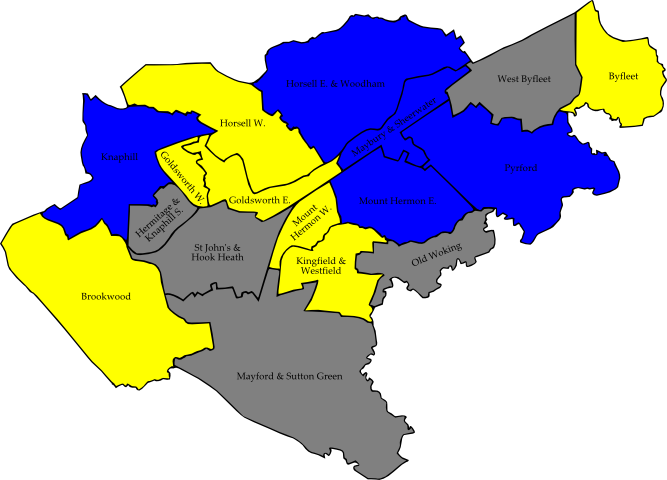 West Byfleet
Byfleet
Horsell E. & Woodham
Horsell W.
Maybury & Sheerwater
Knaphill
Pyrford
Goldsworth W.
Goldsworth E.
Mount Hermon E.
Hermitage &
Knaphill S.
Mount
Hermon W.
St John's &
Hook Heath
Old Woking
Kingfield &
Westfield
Brookwood
Mayford & Sutton Green